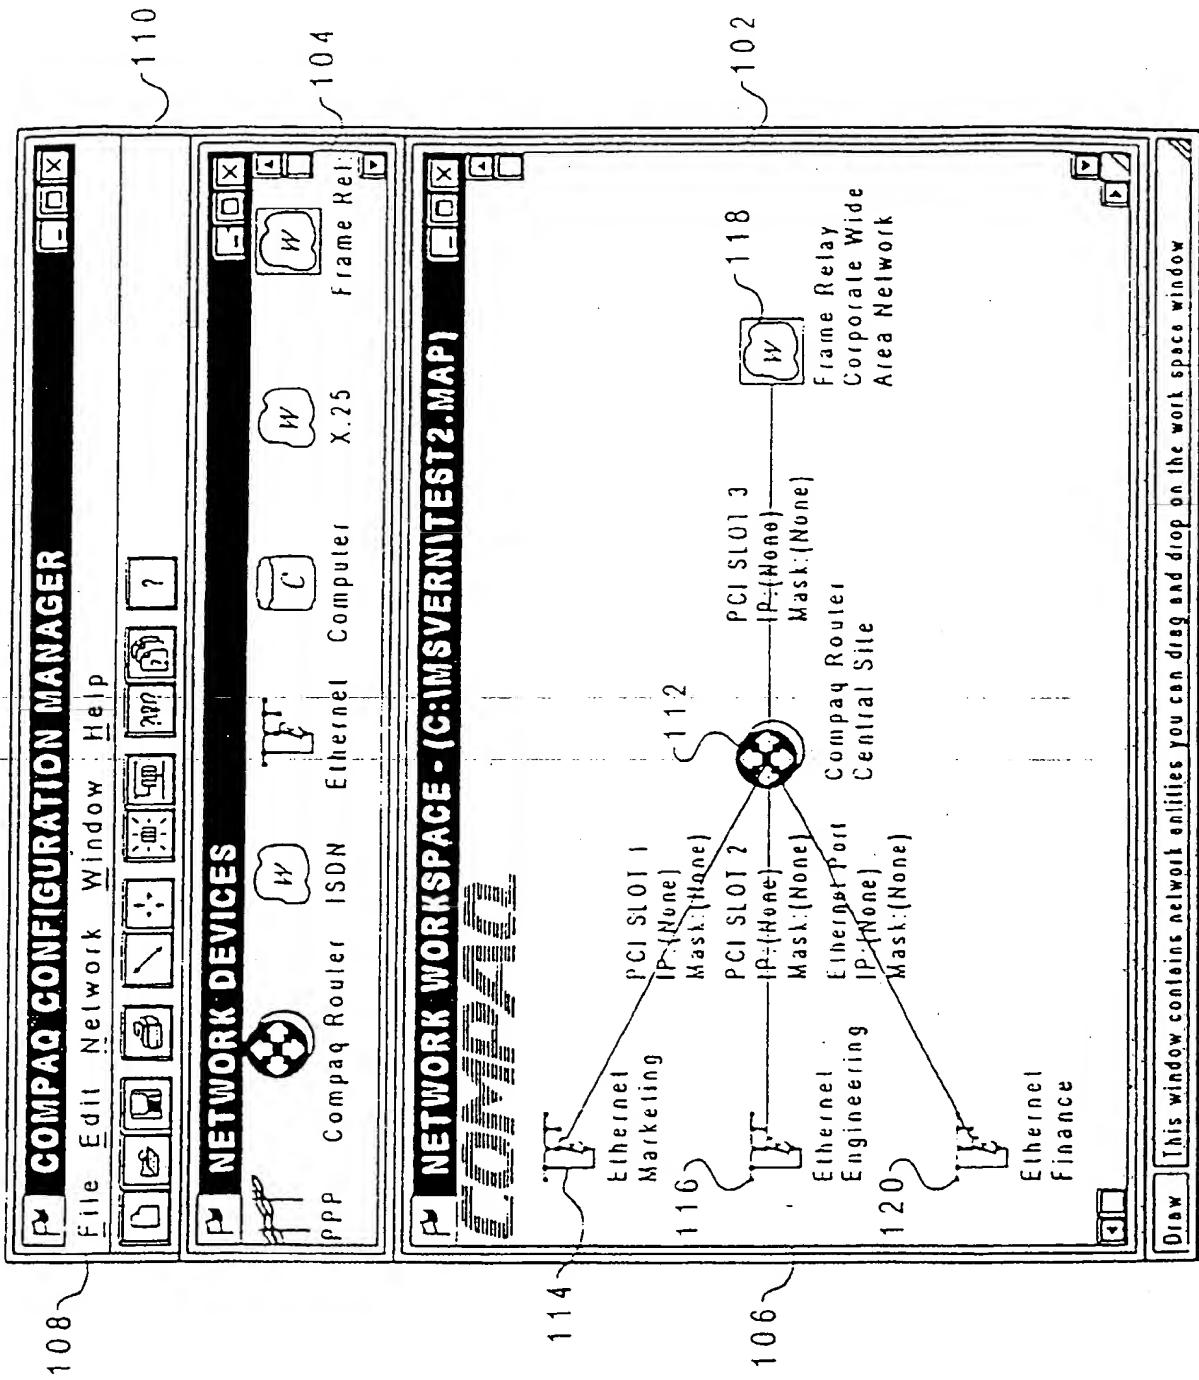 COMPAQ CONFIGURATION MANAGER
File Edit Network Window Help
?
NETWORK DEVICES
PPP
Compaq Router
W
ISDN
Ethernet
C
Computer
W
X.25
W
Frame Rel
NETWORK WORKSPACE - (C:\MSVERN\TEST2.MAP)
COMPAQ
Ethernet
Marketing
PCI SLOT 1
IP:(None)
Mask:(None)
Ethernet
Engineering
PCI SLOT 2
IP:(None)
Mask:(None)
Ethernet
Finance
Ethernet Port
IP:(None)
Mask:(None)
Compaq Router
Central Site
PCI SLOT 3
IP:(None)
Mask:(None)
W
Frame Relay
Corporate Wide
Area Network
Draw
This window contains network entities you can drag and drop on the work space window
108
110
104
102
112
114
116
118
120
106